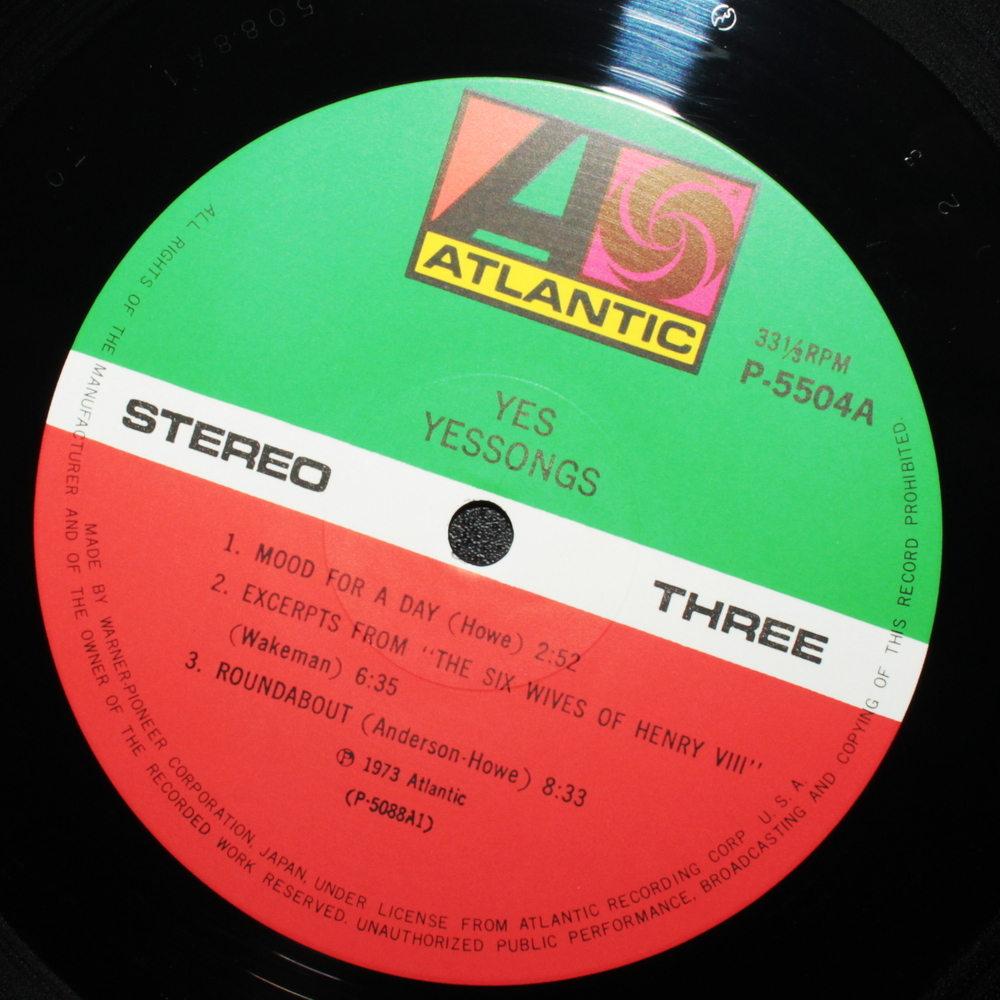 5088A1
ATLANTIC
33⅓RPM
P-5504A
YES
YESSONGS
STEREO
THREE
1. MOOD FOR A DAY (Howe) 2:52
2. EXCERPTS FROM "THE SIX WIVES OF HENRY VIII"
(Wakeman) 6:35
3. ROUNDABOUT (Anderson-Howe) 8:33
Ⓟ 1973 Atlantic
(P-5088A1)
MADE BY WARNER-PIONEER CORPORATION, JAPAN, UNDER LICENSE FROM ATLANTIC RECORDING CORP U. S. A.
ALL RIGHTS OF THE MANUFACTURER AND OF THE OWNER OF THE RECORDED WORK RESERVED. UNAUTHORIZED PUBLIC PERFORMANCE, BROADCASTING AND COPYING OF THIS RECORD PROHIBITED.